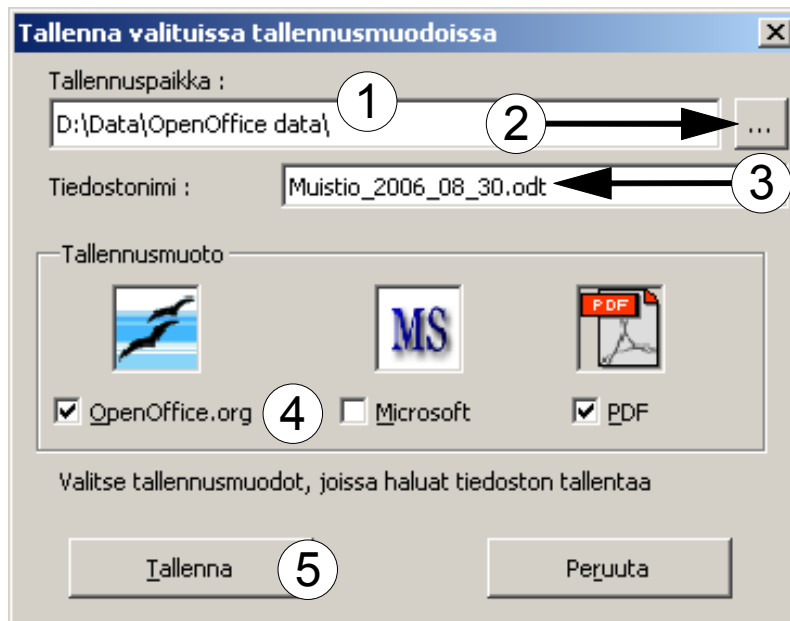 Tallenna valituissa tallennusmuodoissa
Tallennuspaikka :
1
D:\Data\OpenOffice data\
2
...
Tiedostonimi :
Muistio_2006_08_30.odt
3
Tallennusmuoto
MS
PDF
OpenOffice.org
4
Microsoft
PDF
Valitse tallennusmuodot, joissa haluat tiedoston tallentaa
Tallenna
5
Peruuta